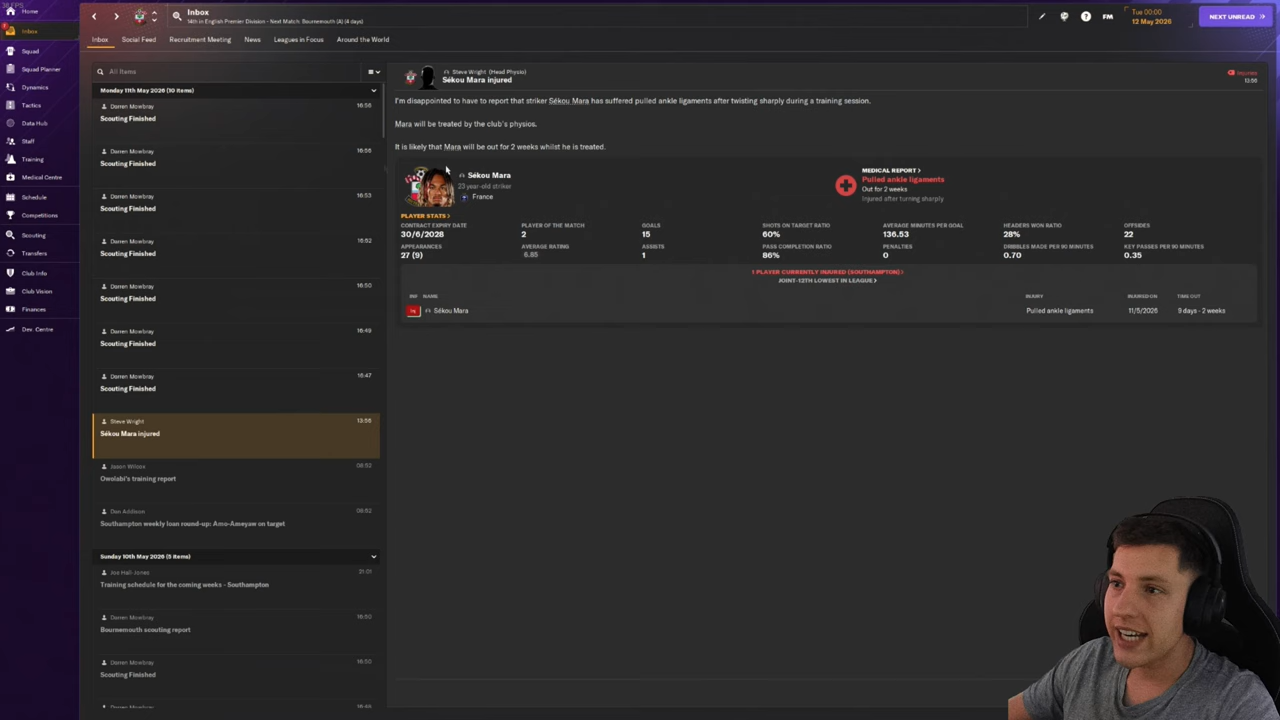 Home
Inbox
Squad
Squad Planner
Dynamics
Tactics
Data Hub
Staff
Training
Medical Centre
Schedule
Competitions
Scouting
Transfers
Club Info
Club Vision
Finances
Dev. Centre
Inbox
14th in English Premier Division - Next Match: Bournemouth (A) (4 days)
FM
Tue 00:00
12 May 2026
NEXT UNREAD
Inbox Social Feed Recruitment Meeting News Leagues in Focus Around the World
All Items
Monday 11th May 2026 (10 items)
Darren Mowbray 16:56
Scouting Finished
Darren Mowbray 16:56
Scouting Finished
Darren Mowbray 16:53
Scouting Finished
Darren Mowbray 16:52
Scouting Finished
Darren Mowbray 16:50
Scouting Finished
Darren Mowbray 16:49
Scouting Finished
Darren Mowbray 16:47
Scouting Finished
Steve Wright 13:56
Sékou Mara injured
Jason Wilcox 08:52
Owolabi's training report
Dan Addison 08:52
Southampton weekly loan round-up: Amo-Ameyaw on target
Sunday 10th May 2026 (5 items)
Joe Hall-Jones 21:01
Training schedule for the coming weeks - Southampton
Darren Mowbray 16:50
Bournemouth scouting report
Darren Mowbray 16:50
Scouting Finished
Steve Wright (Head Physio)
Sékou Mara injured
Injuries
13:56
I'm disappointed to have to report that striker Sékou Mara has suffered pulled ankle ligaments after twisting sharply during a training session.
Mara will be treated by the club's physios.
It is likely that Mara will be out for 2 weeks whilst he is treated.
Sékou Mara
23 year-old striker
France
MEDICAL REPORT >
Pulled ankle ligaments
Out for 2 weeks
Injured after turning sharply
PLAYER STATS >
CONTRACT EXPIRY DATE PLAYER OF THE MATCH GOALS SHOTS ON TARGET RATIO AVERAGE MINUTES PER GOAL HEADERS WON RATIO OFFSIDES
30/6/2028 2 15 60% 136.53 28% 22
APPEARANCES AVERAGE RATING ASSISTS PASS COMPLETION RATIO PENALTIES DRIBBLES MADE PER 90 MINUTES KEY PASSES PER 90 MINUTES
27 (9) 6.85 1 86% 0 0.70 0.35
1 PLAYER CURRENTLY INJURED (SOUTHAMPTON) >
JOINT-12TH LOWEST IN LEAGUE >
INF NAME INJURY INJURED ON TIME OUT
Sékou Mara Pulled ankle ligaments 11/5/2026 9 days - 2 weeks